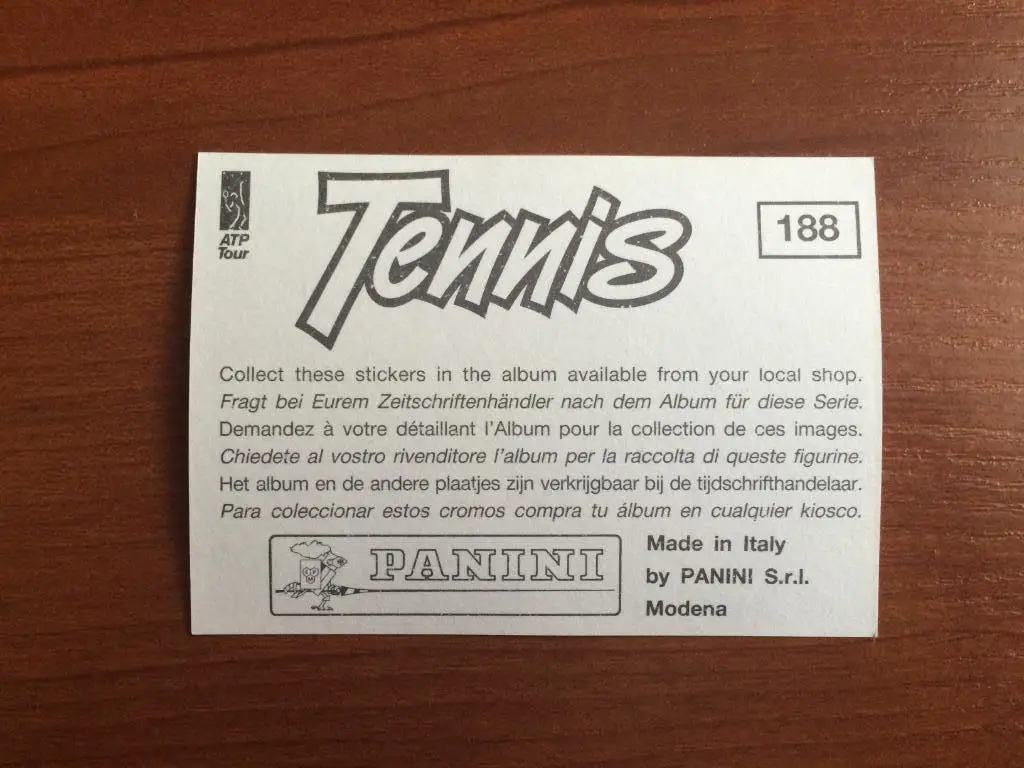 ATP
Tour
Tennis
188
Collect these stickers in the album available from your local shop.
Fragt bei Eurem Zeitschriftenhändler nach dem Album für diese Serie.
Demandez à votre détaillant l'Album pour la collection de ces images.
Chiedete al vostro rivenditore l'album per la raccolta di queste figurine.
Het album en de andere plaatjes zijn verkrijgbaar bij de tijdschrifthandelaar.
Para coleccionar estos cromos compra tu álbum en cualquier kiosco.
PANINI
Made in Italy
by PANINI S.r.l.
Modena